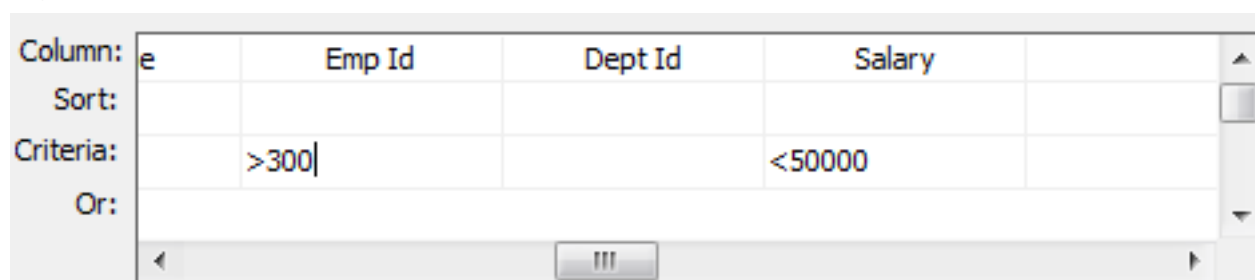 Column: e Emp Id Dept Id Salary
Sort:
Criteria: >300 <50000
Or: